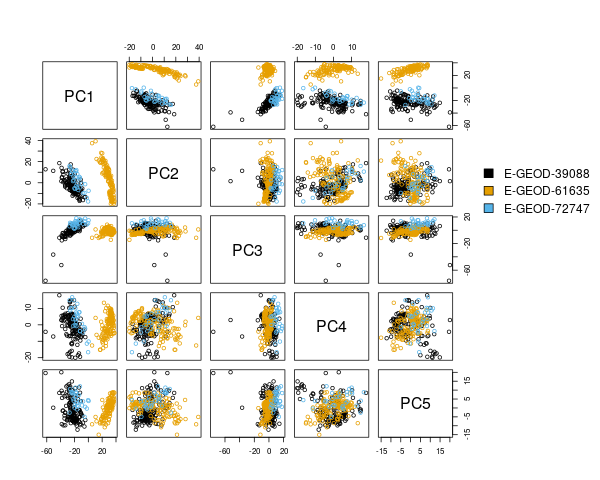 -20 0 20 40
-20 -10 0 10
PC1
-60 -20 20
-20 0 20 40
PC2
E-GEOD-39088
E-GEOD-61635
E-GEOD-72747
PC3
-60 -20 20
-20 0 10
PC4
PC5
-15 -5 5 15
-60 -20 20
-60 -20 20
-15 -5 5 15